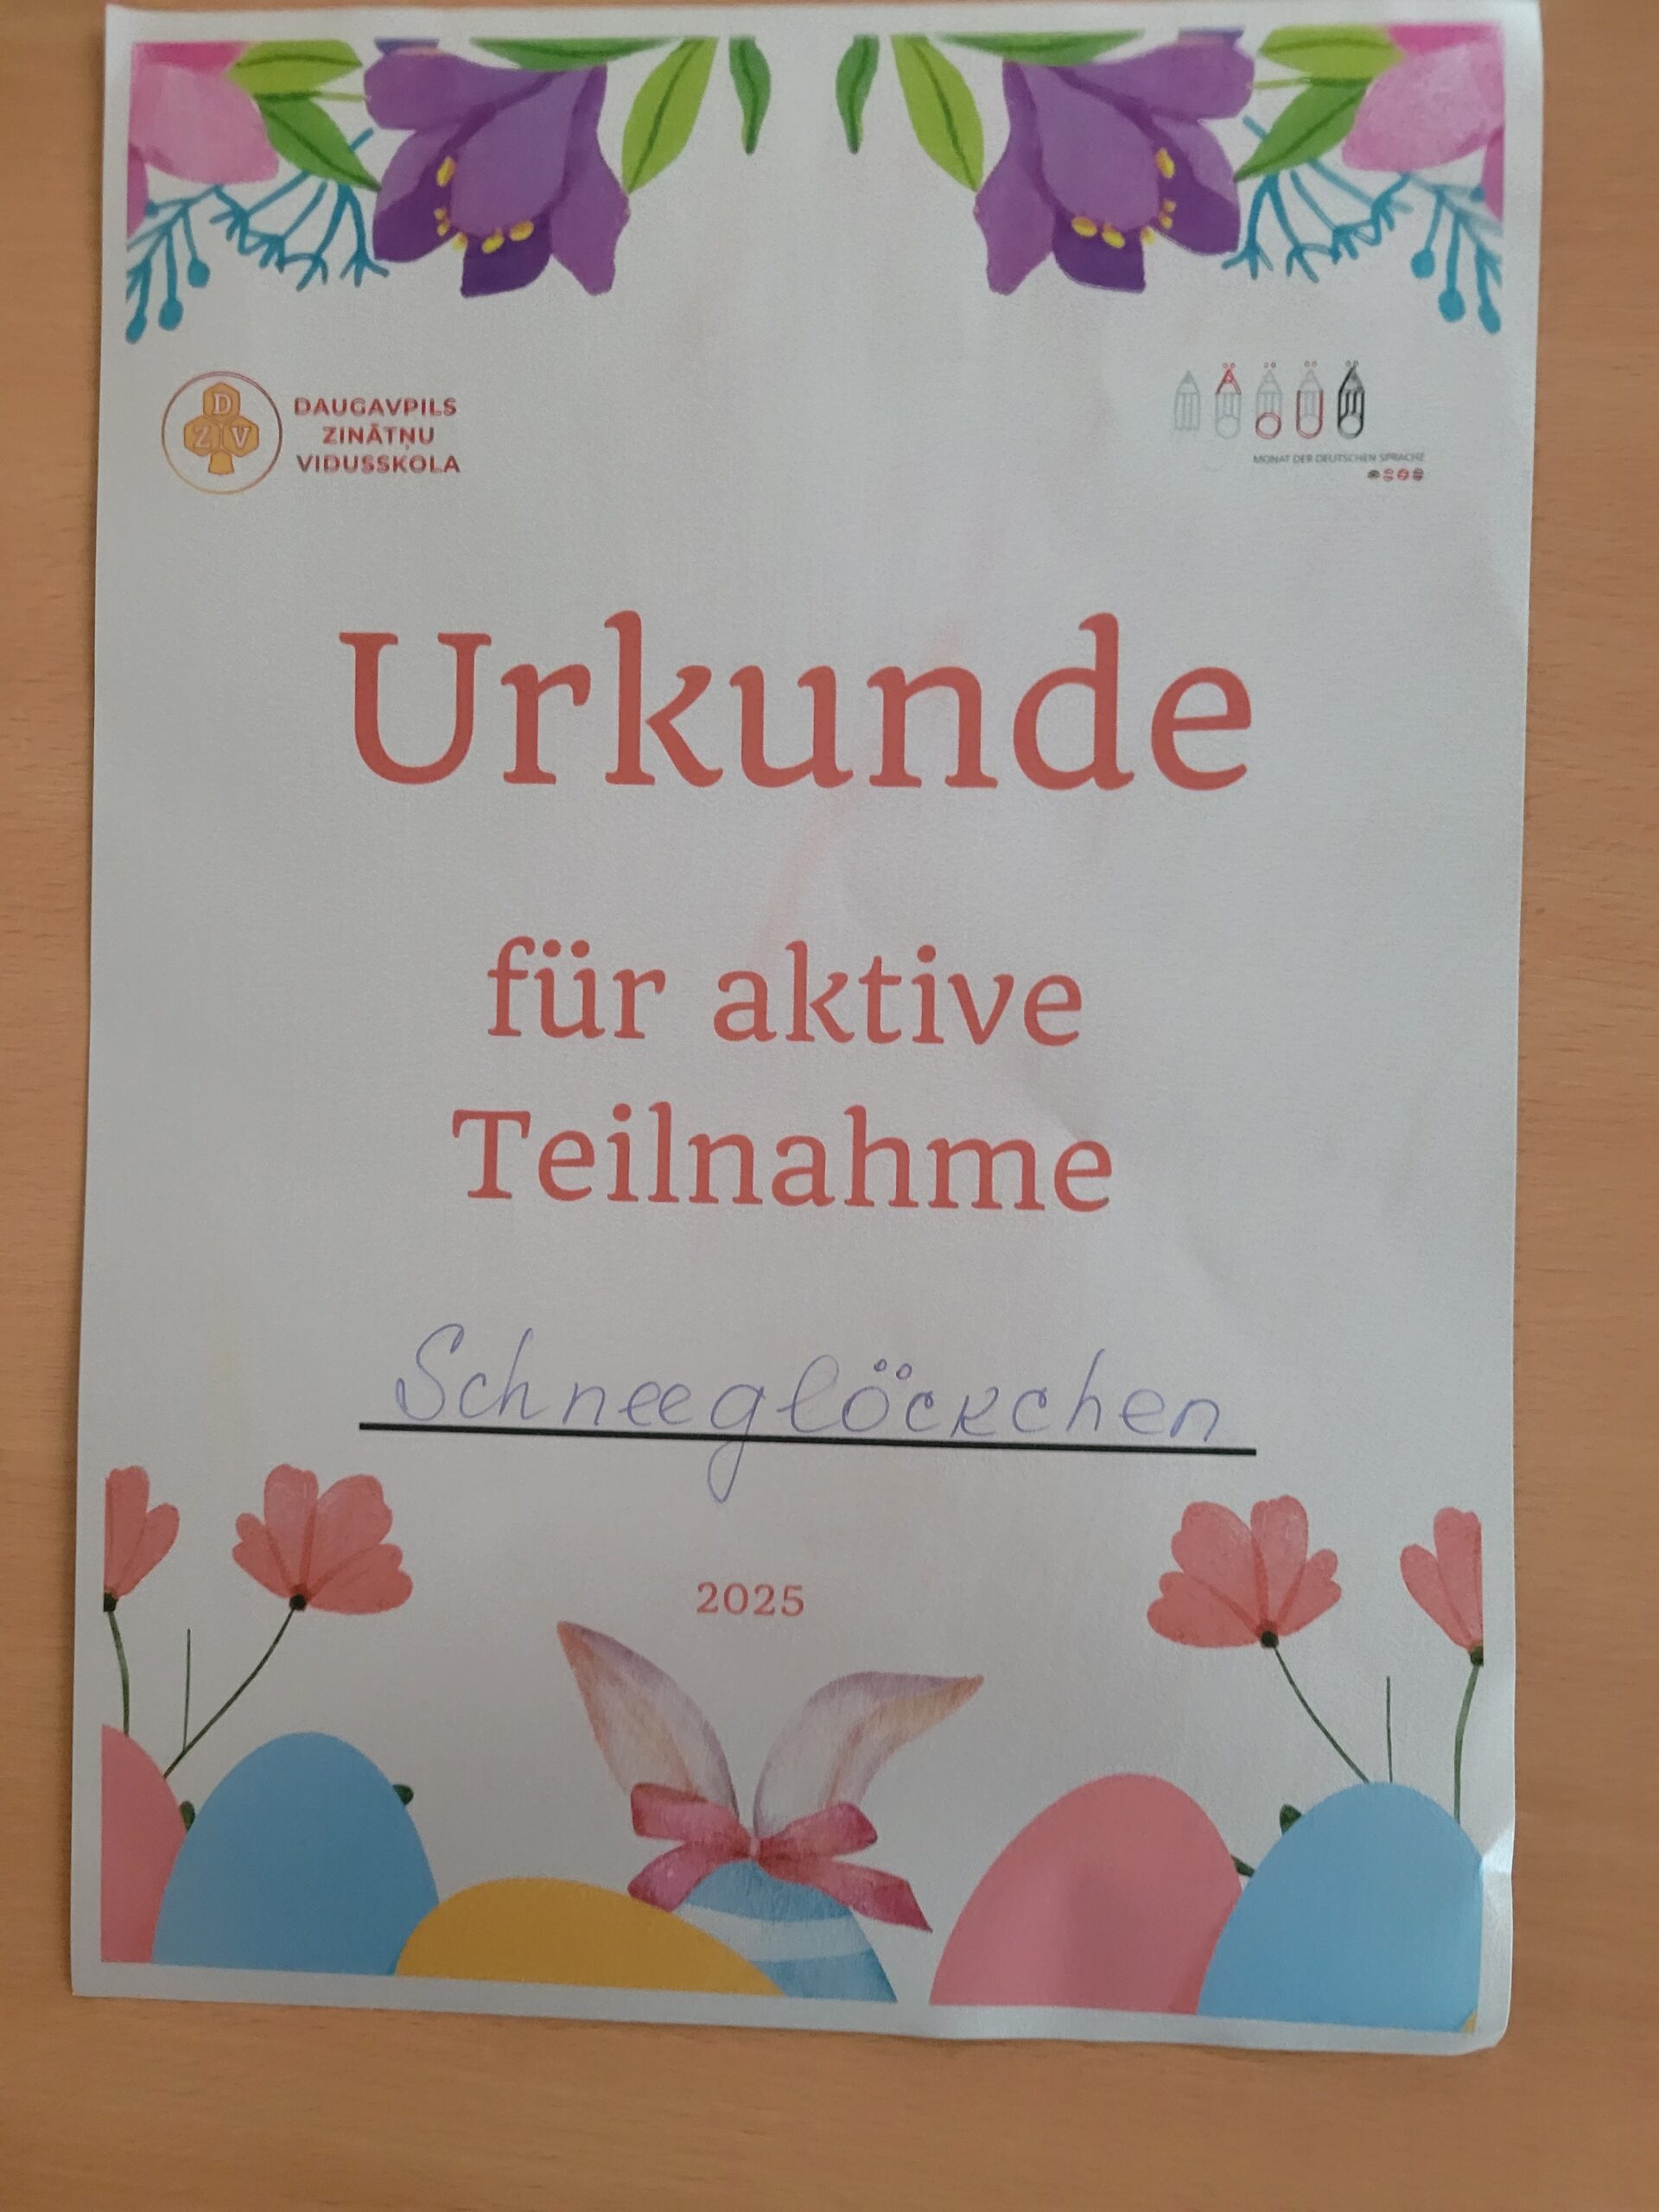 DAUGAVPILS
ZINĀTŅU
VIDUSSKOLA
D
Z V
MONAT DER DEUTSCHEN SPRACHE
Urkunde
für aktive
Teilnahme
Schneeglöckchen
2025